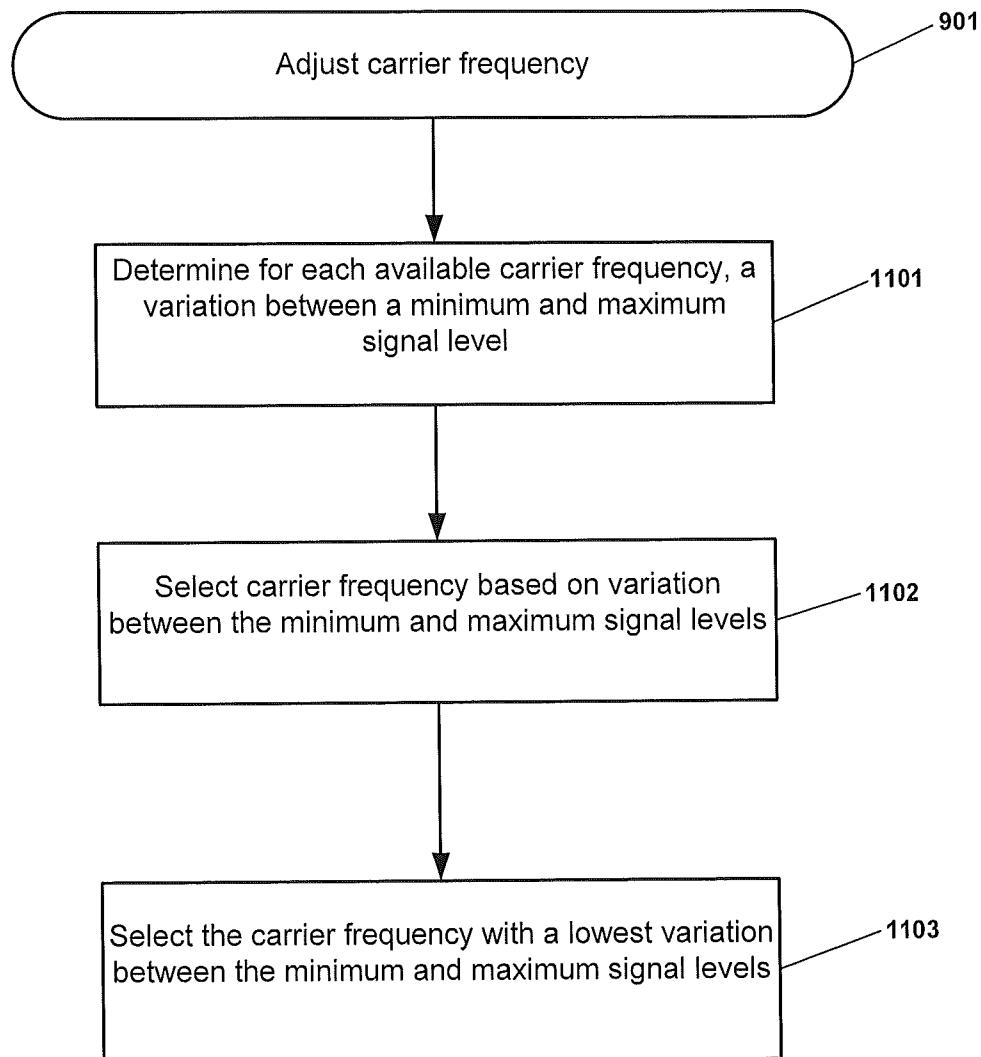 901
Adjust carrier frequency
Determine for each available carrier frequency, a
variation between a minimum and maximum
signal level
1101
Select carrier frequency based on variation
between the minimum and maximum signal levels
1102
Select the carrier frequency with a lowest variation
between the minimum and maximum signal levels
1103